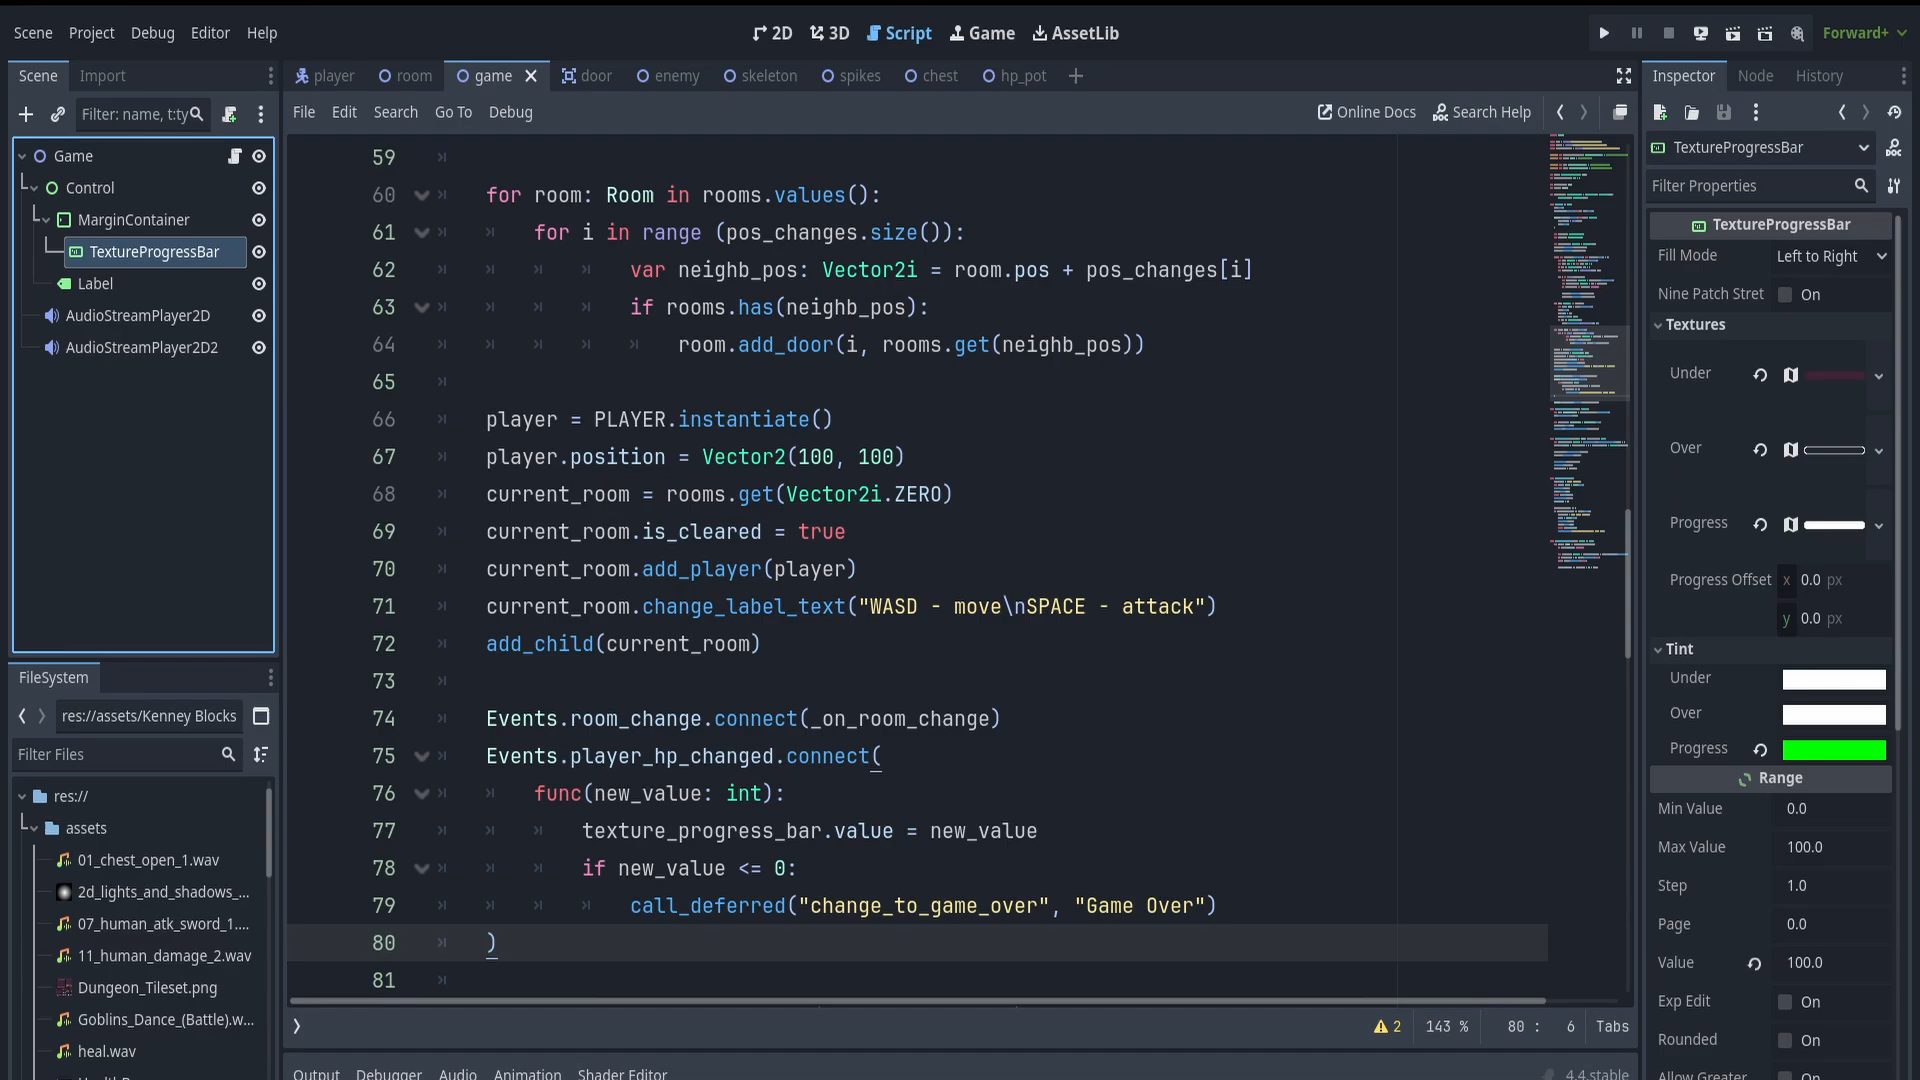 Scene Project Debug Editor Help
2D 3D Script Game AssetLib
Forward+
Scene Import
player room game door enemy skeleton spikes chest hp_pot
Inspector Node History
Filter: name, t:ty
File Edit Search Go To Debug
Online Docs Search Help
Game
Control
MarginContainer
TextureProgressBar
Label
AudioStreamPlayer2D
AudioStreamPlayer2D2
FileSystem
res://assets/Kenney Blocks
Filter Files
res://
assets
01_chest_open_1.wav
2d_lights_and_shadows_...
07_human_atk_sword_1....
11_human_damage_2.wav
Dungeon_Tileset.png
Goblins_Dance_(Battle).w...
heal.wav
59
60 for room: Room in rooms.values():
61 for i in range (pos_changes.size()):
62 var neighb_pos: Vector2i = room.pos + pos_changes[i]
63 if rooms.has(neighb_pos):
64 room.add_door(i, rooms.get(neighb_pos))
65
66 player = PLAYER.instantiate()
67 player.position = Vector2(100, 100)
68 current_room = rooms.get(Vector2i.ZERO)
69 current_room.is_cleared = true
70 current_room.add_player(player)
71 current_room.change_label_text("WASD - move\nSPACE - attack")
72 add_child(current_room)
73
74 Events.room_change.connect(_on_room_change)
75 Events.player_hp_changed.connect(
76 func(new_value: int):
77 texture_progress_bar.value = new_value
78 if new_value <= 0:
79 call_deferred("change_to_game_over", "Game Over")
80 )
81
2 143 % 80 : 6 Tabs
Output Debugger Audio Animation Shader Editor
4.4.stable
TextureProgressBar
Filter Properties
TextureProgressBar
Fill Mode Left to Right
Nine Patch Stret On
Textures
Under
Over
Progress
Progress Offset x 0.0 px
y 0.0 px
Tint
Under
Over
Progress
Range
Min Value 0.0
Max Value 100.0
Step 1.0
Page 0.0
Value 100.0
Exp Edit On
Rounded On
Allow Greater On